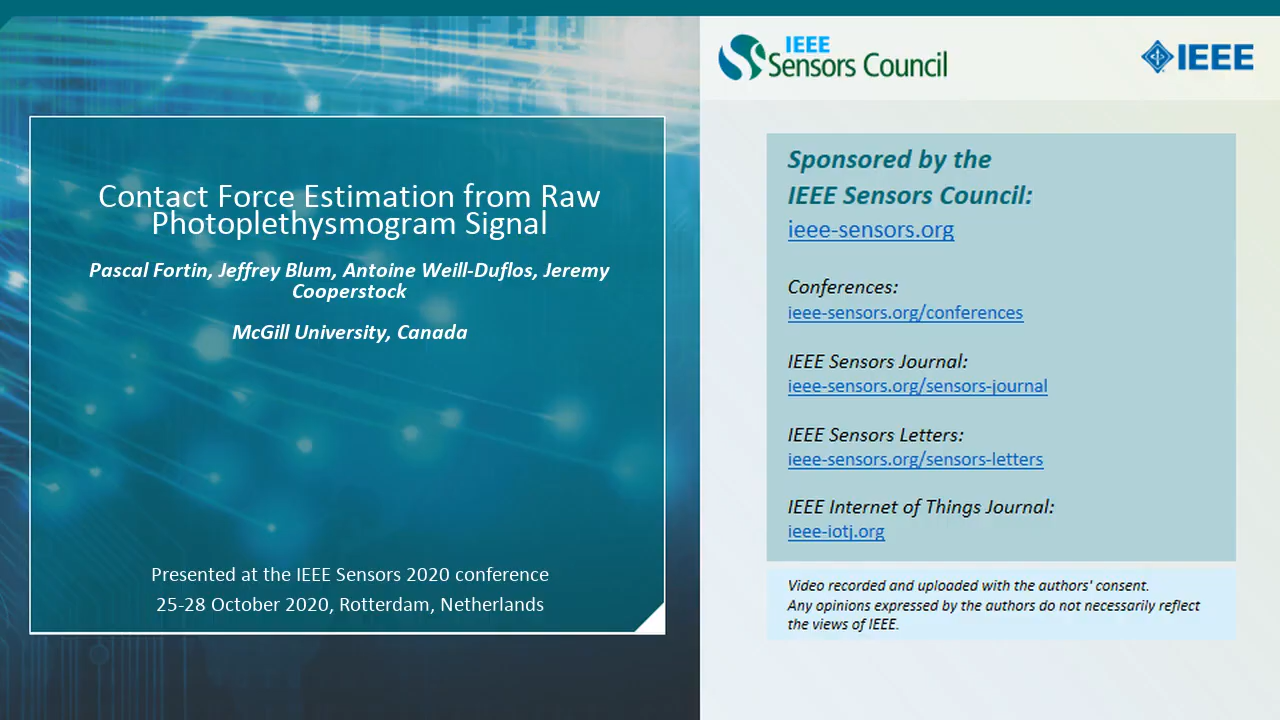 Contact Force Estimation from Raw
Photoplethysmogram Signal
Pascal Fortin, Jeffrey Blum, Antoine Weill-Duflos, Jeremy
Cooperstock
McGill University, Canada
Presented at the IEEE Sensors 2020 conference
25-28 October 2020, Rotterdam, Netherlands
IEEE
Sensors Council
IEEE
Sponsored by the
IEEE Sensors Council:
ieee-sensors.org
Conferences:
ieee-sensors.org/conferences
IEEE Sensors Journal:
ieee-sensors.org/sensors-journal
IEEE Sensors Letters:
ieee-sensors.org/sensors-letters
IEEE Internet of Things Journal:
ieee-iotj.org
Video recorded and uploaded with the authors' consent.
Any opinions expressed by the authors do not necessarily reflect
the views of IEEE.